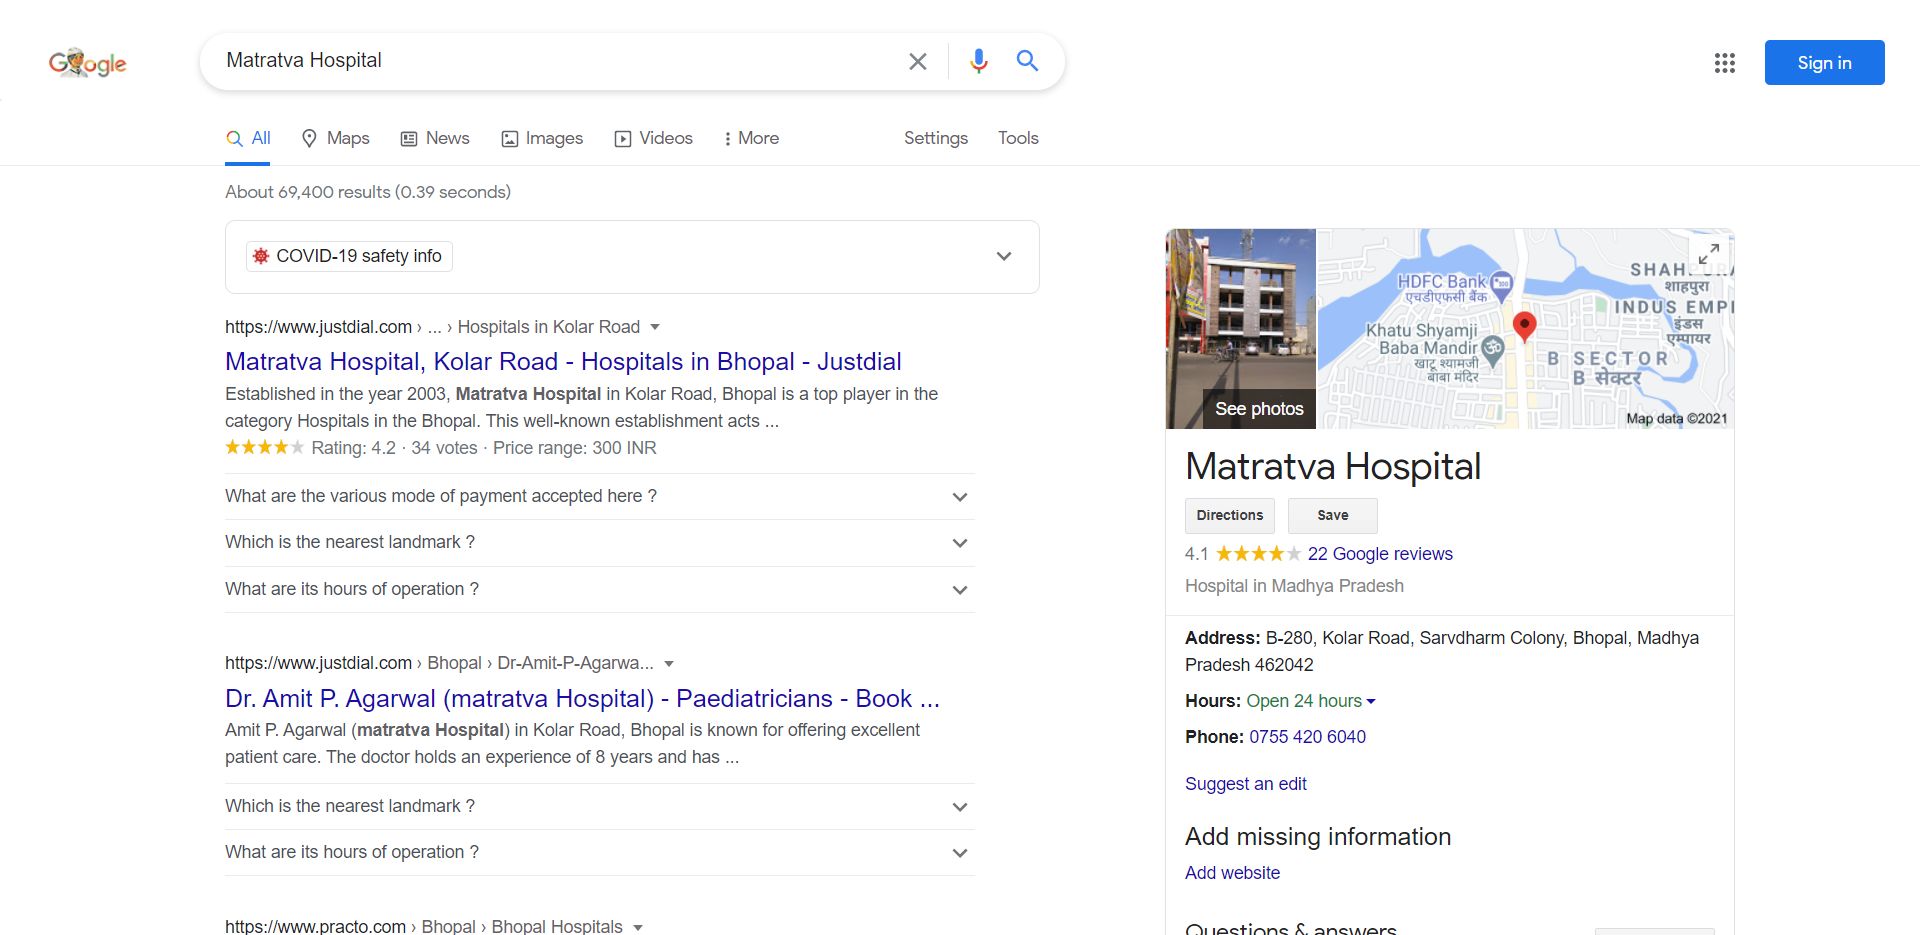 Google
Matratva Hospital
Sign in
All
Maps
News
Images
Videos
More
Settings
Tools
About 69,400 results (0.39 seconds)
COVID-19 safety info
https://www.justdial.com › ... › Hospitals in Kolar Road
Matratva Hospital, Kolar Road - Hospitals in Bhopal - Justdial
Established in the year 2003, Matratva Hospital in Kolar Road, Bhopal is a top player in the
category Hospitals in the Bhopal. This well-known establishment acts ...
Rating: 4.2 · 34 votes · Price range: 300 INR
What are the various mode of payment accepted here ?
Which is the nearest landmark ?
What are its hours of operation ?
https://www.justdial.com › Bhopal › Dr-Amit-P-Agarwa...
Dr. Amit P. Agarwal (matratva Hospital) - Paediatricians - Book ...
Amit P. Agarwal (matratva Hospital) in Kolar Road, Bhopal is known for offering excellent
patient care. The doctor holds an experience of 8 years and has ...
Which is the nearest landmark ?
What are its hours of operation ?
https://www.practo.com › Bhopal › Bhopal Hospitals
See photos
HDFC Bank
एचडीएफसी बैंक
Khatu Shyamji
Baba Mandir
खाटू श्यामजी
बाबा मंदिर
शाहपुरा
INDUS EMPI
इंडस
एम्पायर
B SECTOR
B सेक्टर
Map data ©2021
Matratva Hospital
Directions
Save
4.1
22 Google reviews
Hospital in Madhya Pradesh
Address: B-280, Kolar Road, Sarvdharm Colony, Bhopal, Madhya
Pradesh 462042
Hours: Open 24 hours
Phone: 0755 420 6040
Suggest an edit
Add missing information
Add website
Questions & answers